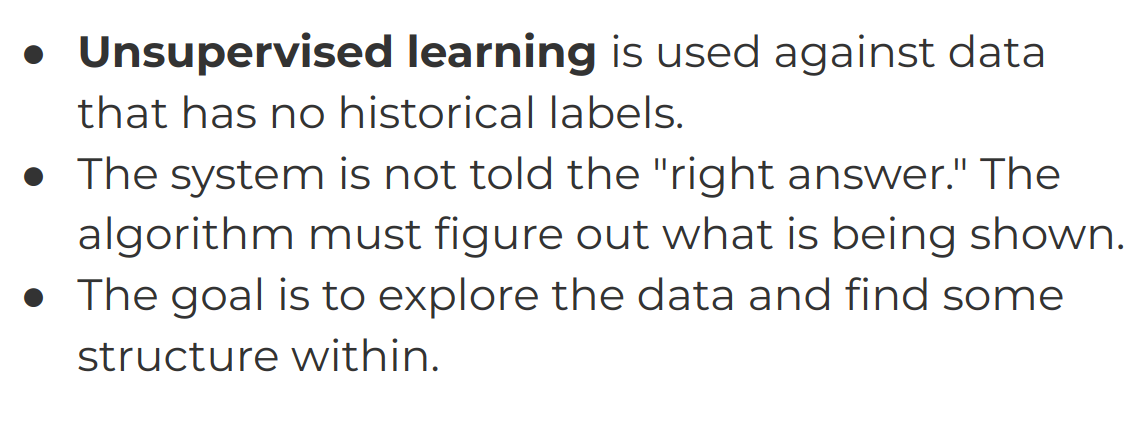 ● Unsupervised learning is used against data
that has no historical labels.
● The system is not told the "right answer." The
algorithm must figure out what is being shown.
● The goal is to explore the data and find some
structure within.